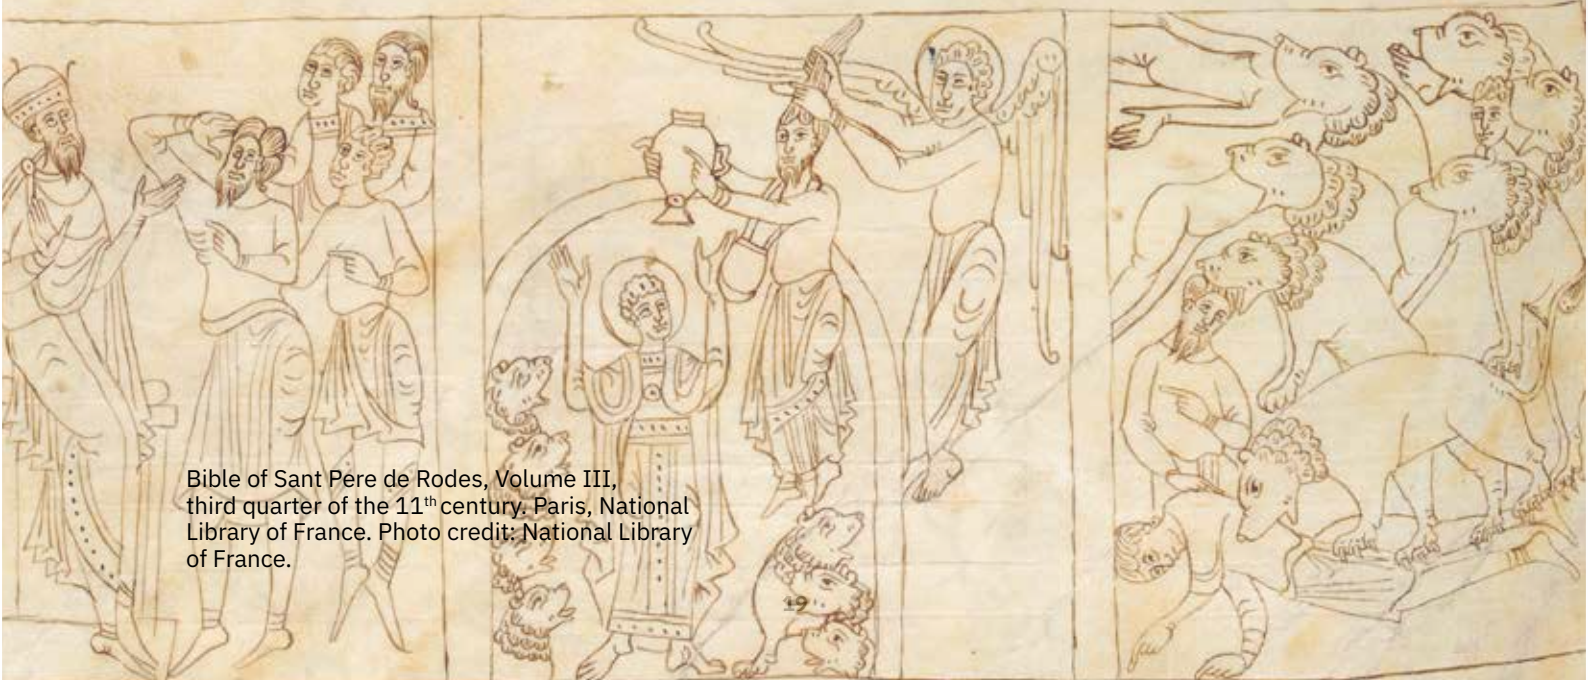 Bible of Sant Pere de Rodes, Volume III,
third quarter of the 11th century. Paris, National
Library of France. Photo credit: National Library
of France.
19